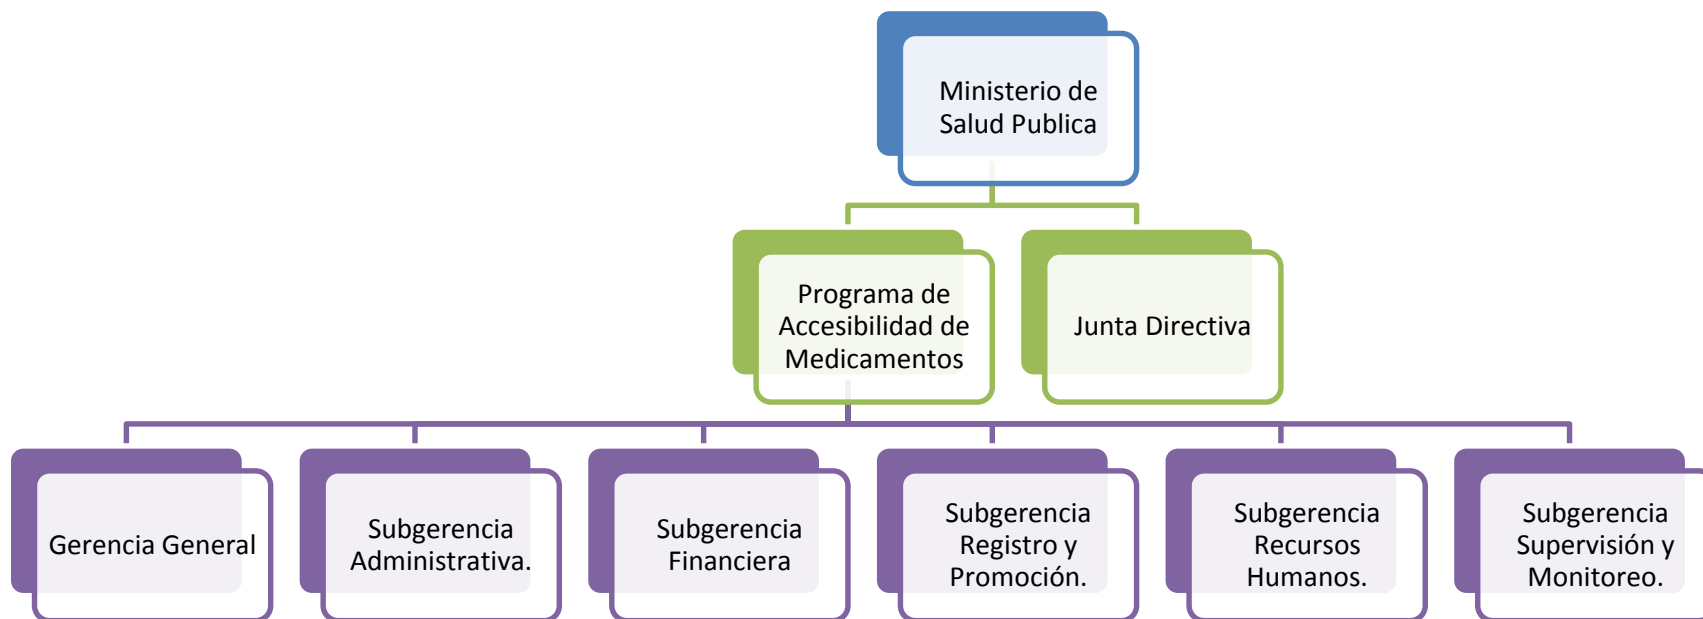 Ministerio de
Salud Publica
Programa de
Accesibilidad de
Medicamentos
Junta Directiva
Gerencia General
Subgerencia
Administrativa.
Subgerencia
Financiera
Subgerencia
Registro y
Promoción.
Subgerencia
Recursos
Humanos.
Subgerencia
Supervisión y
Monitoreo.